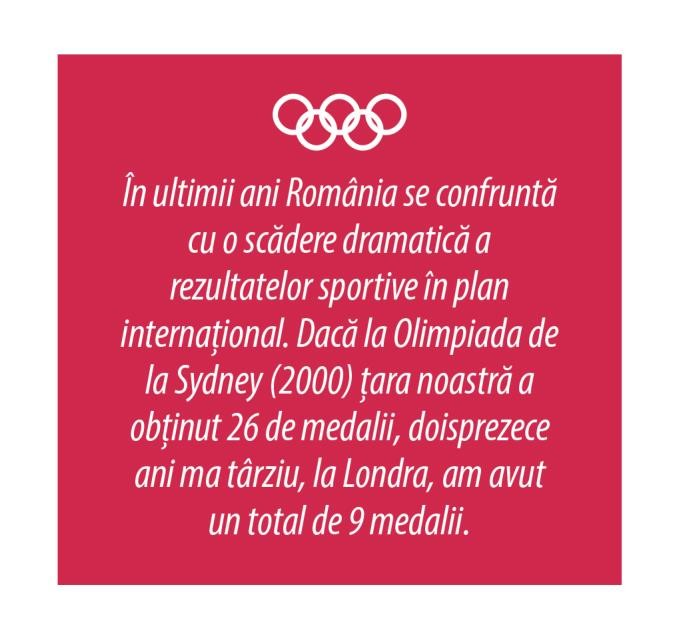 În ultimii ani România se confruntă
cu o scădere dramatică a
rezultatelor sportive în plan
internațional. Dacă la Olimpiada de
la Sydney (2000) țara noastră a
obținut 26 de medalii, doisprezece
ani ma târziu, la Londra, am avut
un total de 9 medalii.